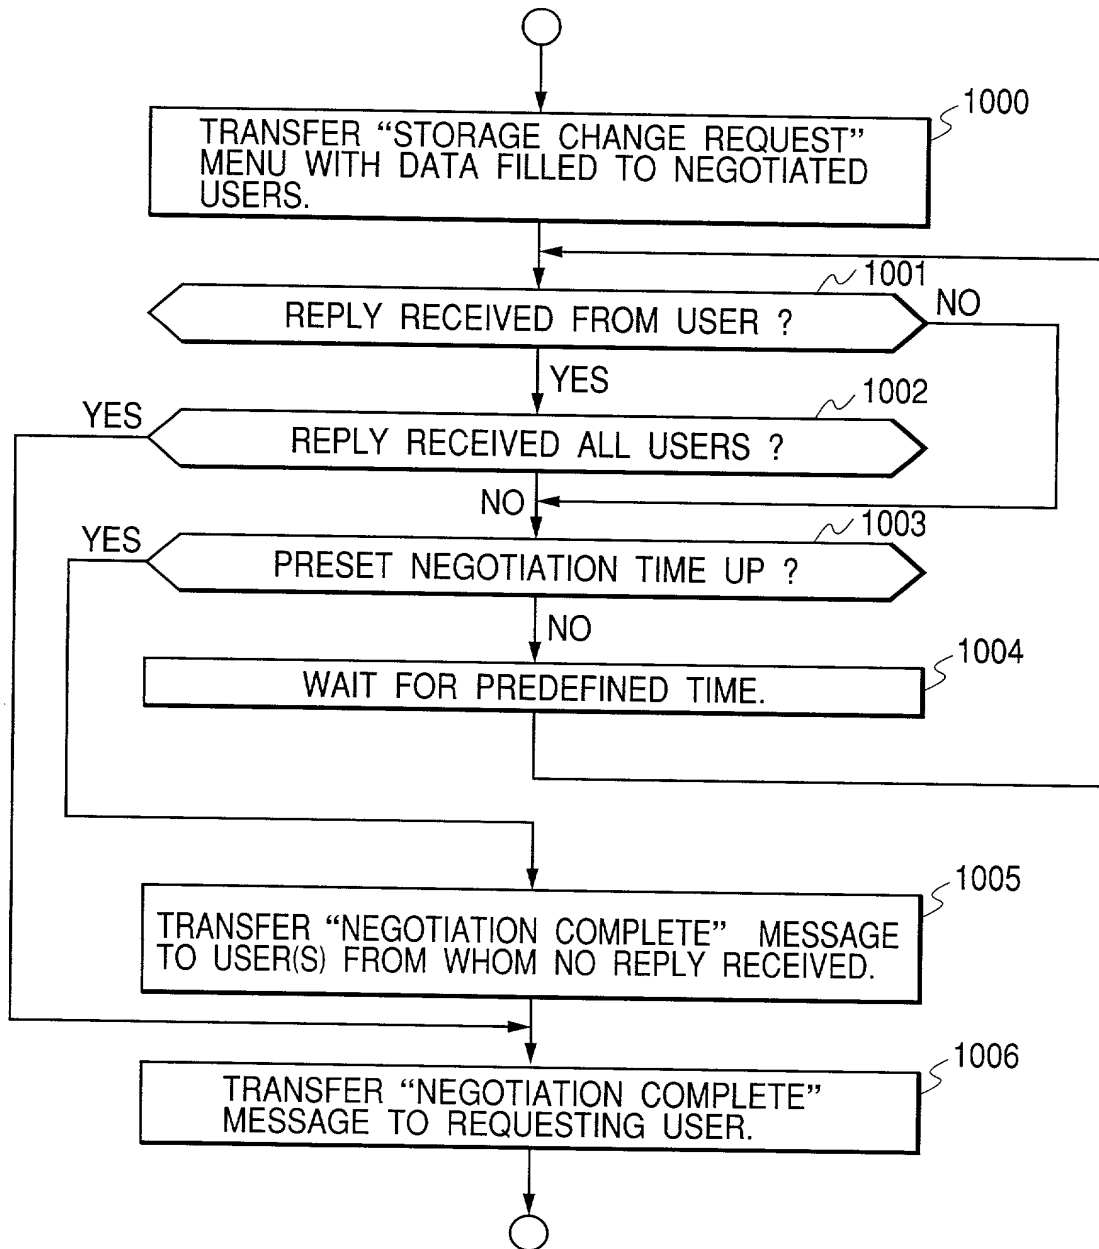 1000
TRANSFER “STORAGE CHANGE REQUEST”
MENU WITH DATA FILLED TO NEGOTIATED
USERS.
1001
REPLY RECEIVED FROM USER ?
NO
YES
1002
YES
REPLY RECEIVED ALL USERS ?
NO
1003
YES
PRESET NEGOTIATION TIME UP ?
NO
1004
WAIT FOR PREDEFINED TIME.
1005
TRANSFER “NEGOTIATION COMPLETE” MESSAGE
TO USER(S) FROM WHOM NO REPLY RECEIVED.
1006
TRANSFER “NEGOTIATION COMPLETE”
MESSAGE TO REQUESTING USER.